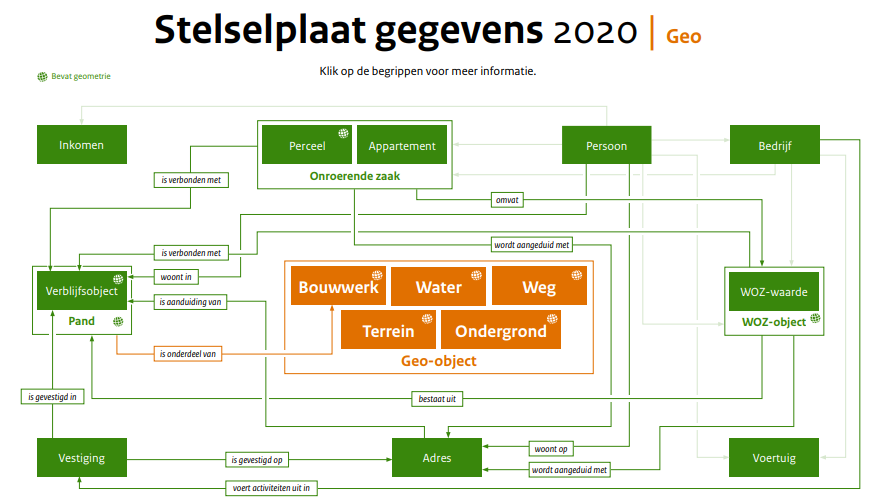 Stelselplaat gegevens 2020 | Geo
Klik op de begrippen voor meer informatie.
Bevat geometrie
Inkomen
Perceel
Appartement
Onroerende zaak
Persoon
Bedrijf
is verbonden met
omvat
is verbonden met
wordt aangeduid met
woont in
Verblijfsobject
Pand
is aanduiding van
Bouwwerk
Water
Weg
Terrein
Ondergrond
Geo-object
WOZ-waarde
WOZ-object
is onderdeel van
is gevestigd in
bestaat uit
Vestiging
is gevestigd op
Adres
woont op
wordt aangeduid met
Voertuig
voert activiteiten uit in